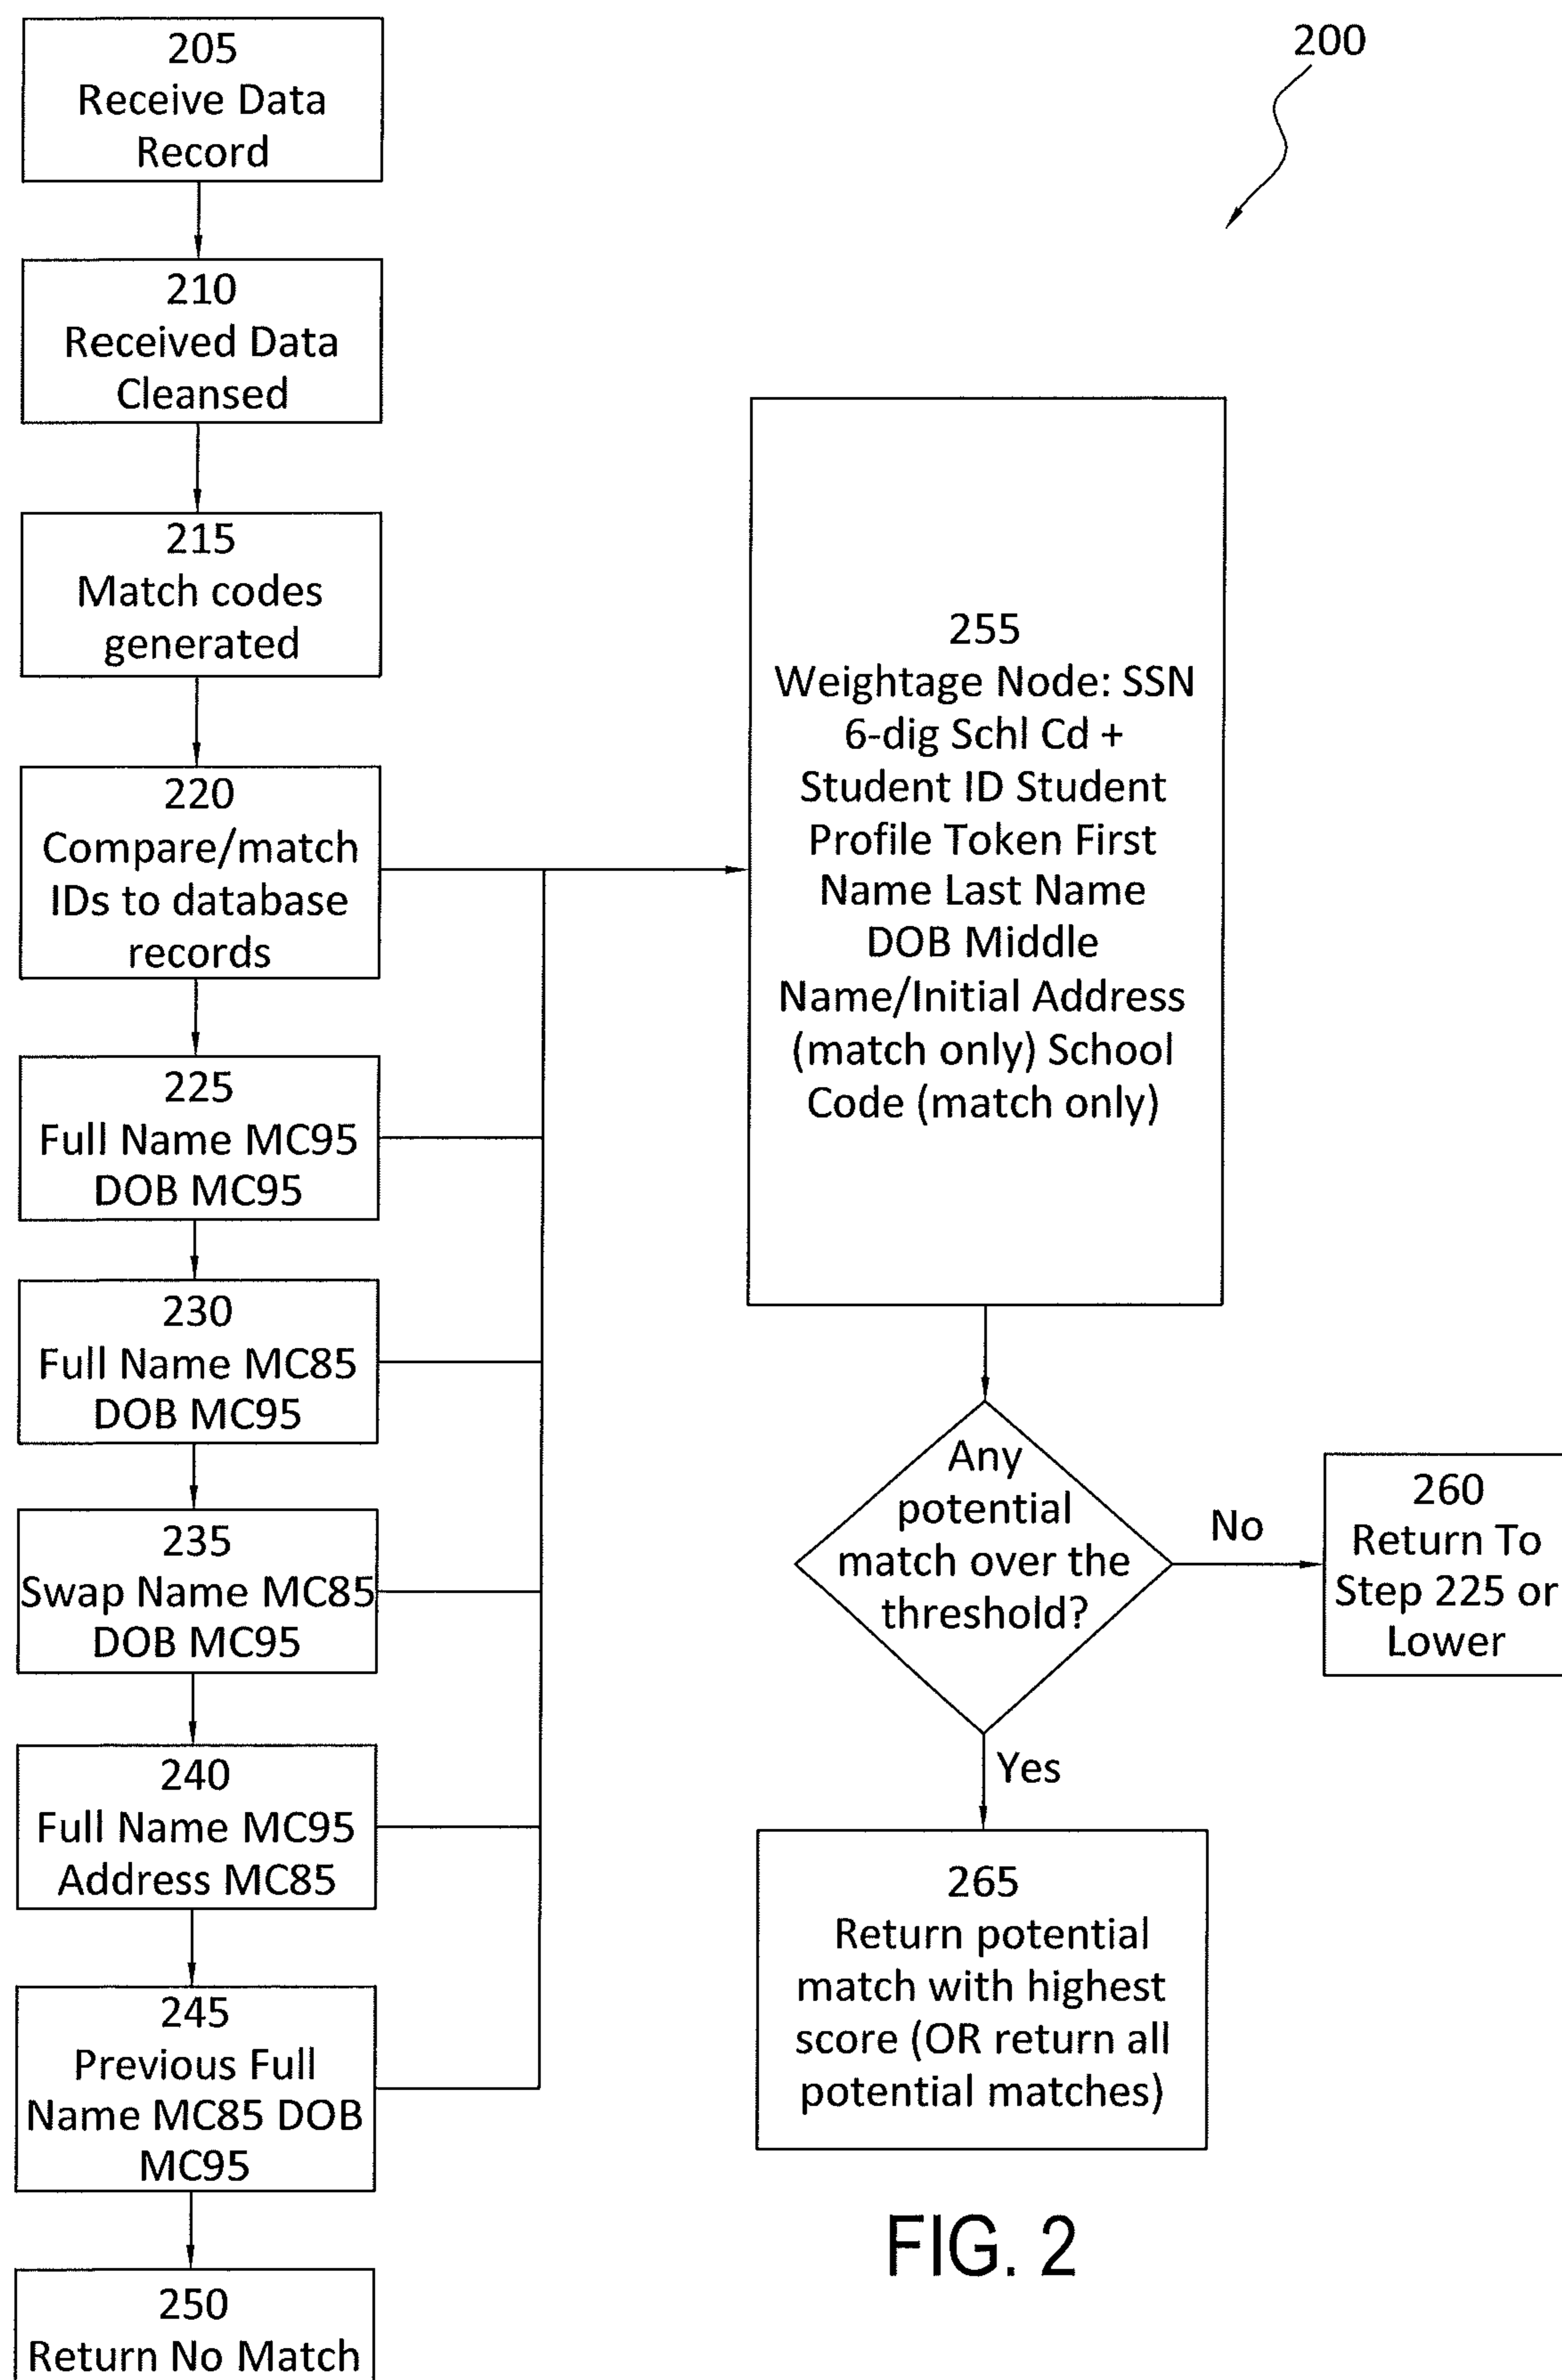 205
Receive Data
Record
200
210
Received Data
Cleansed
215
Match codes
generated
220
Compare/match
IDs to database
records
225
Full Name MC95
DOB MC95
230
Full Name MC85
DOB MC95
235
Swap Name MC85
DOB MC95
240
Full Name MC95
Address MC85
245
Previous Full
Name MC85 DOB
MC95
250
Return No Match
255
Weightage Node: SSN
6-dig Schl Cd +
Student ID Student
Profile Token First
Name Last Name
DOB Middle
Name/Initial Address
(match only) School
Code (match only)
Any
potential
match over the
threshold?
No
260
Return To
Step 225 or
Lower
Yes
265
Return potential
match with highest
score (OR return all
potential matches)
FIG. 2